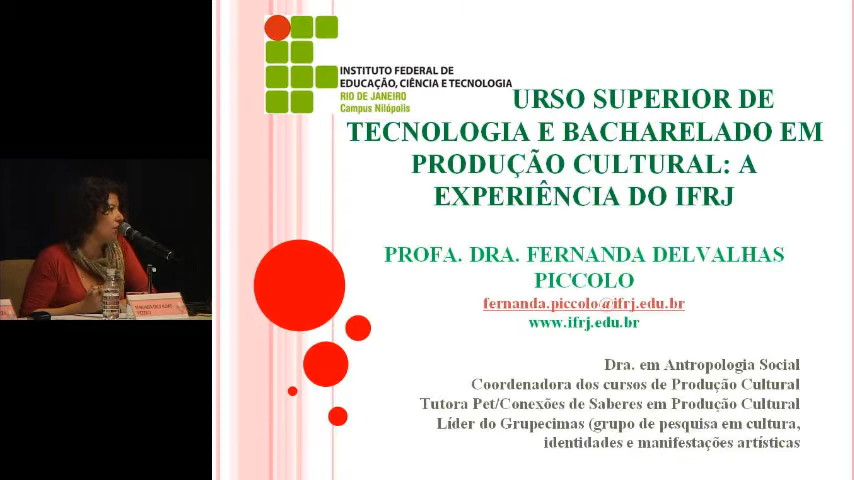 INSTITUTO FEDERAL DE
EDUCAÇÃO, CIÊNCIA E TECNOLOGIA
RIO DE JANEIRO
Campus Nilópolis
URSO SUPERIOR DE
TECNOLOGIA E BACHARELADO EM
PRODUÇÃO CULTURAL: A
EXPERIÊNCIA DO IFRJ
PROFA. DRA. FERNANDA DELVALHAS
PICCOLO
fernanda.piccolo@ifrj.edu.br
www.ifrj.edu.br
Dra. em Antropologia Social
Coordenadora dos cursos de Produção Cultural
Tutora Pet/Conexões de Saberes em Produção Cultural
Líder do Grupecimas (grupo de pesquisa em cultura,
identidades e manifestações artísticas